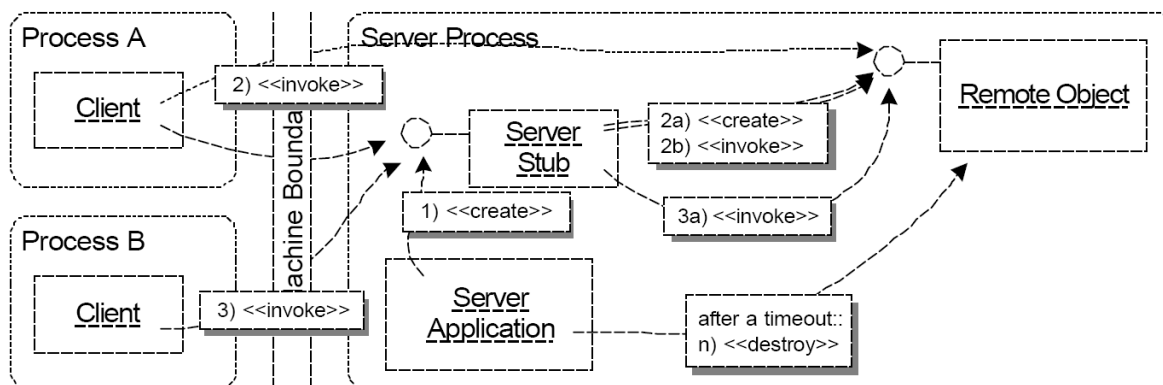 Process A
Server Process
Client
2) <<invoke>>
Remote Object
Server
Stub
2a) <<create>>
2b) <<invoke>>
1) <<create>>
3a) <<invoke>>
Process B
Client
3) <<invoke>>
Server
Application
after a timeout::
n) <<destroy>>